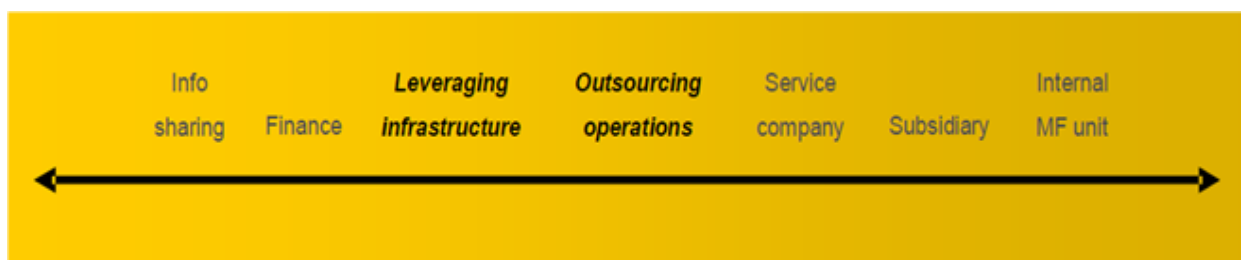 Info
sharing
Finance
Leveraging
infrastructure
Outsourcing
operations
Service
company
Subsidiary
Internal
MF unit